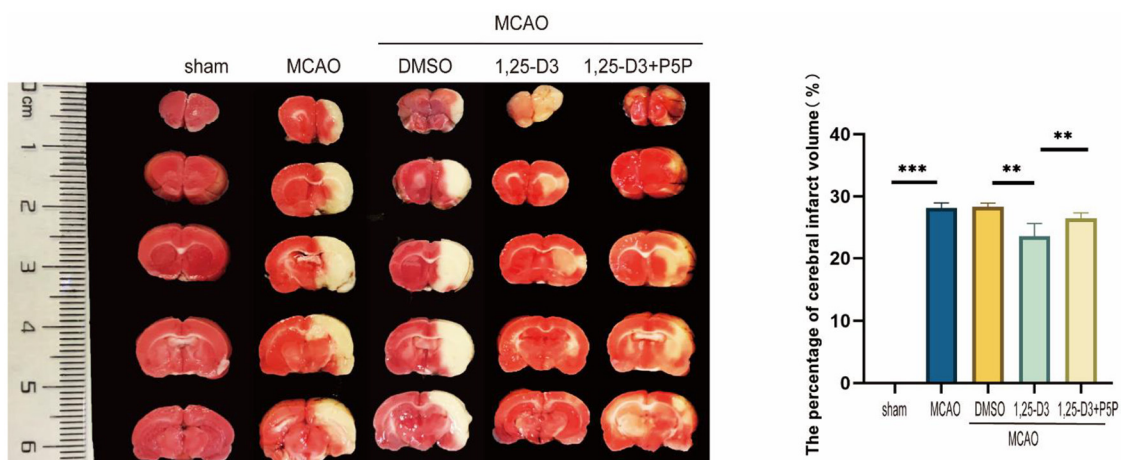 MCAO
sham MCAO DMSO 1,25-D3 1,25-D3+P5P
0
cm
1
2
3
4
5
6
The percentage of cerebral infarct volume(%)
40
30
20
10
0
***
**
**
sham MCAO DMSO 1,25-D3 1,25-D3+P5P
MCAO